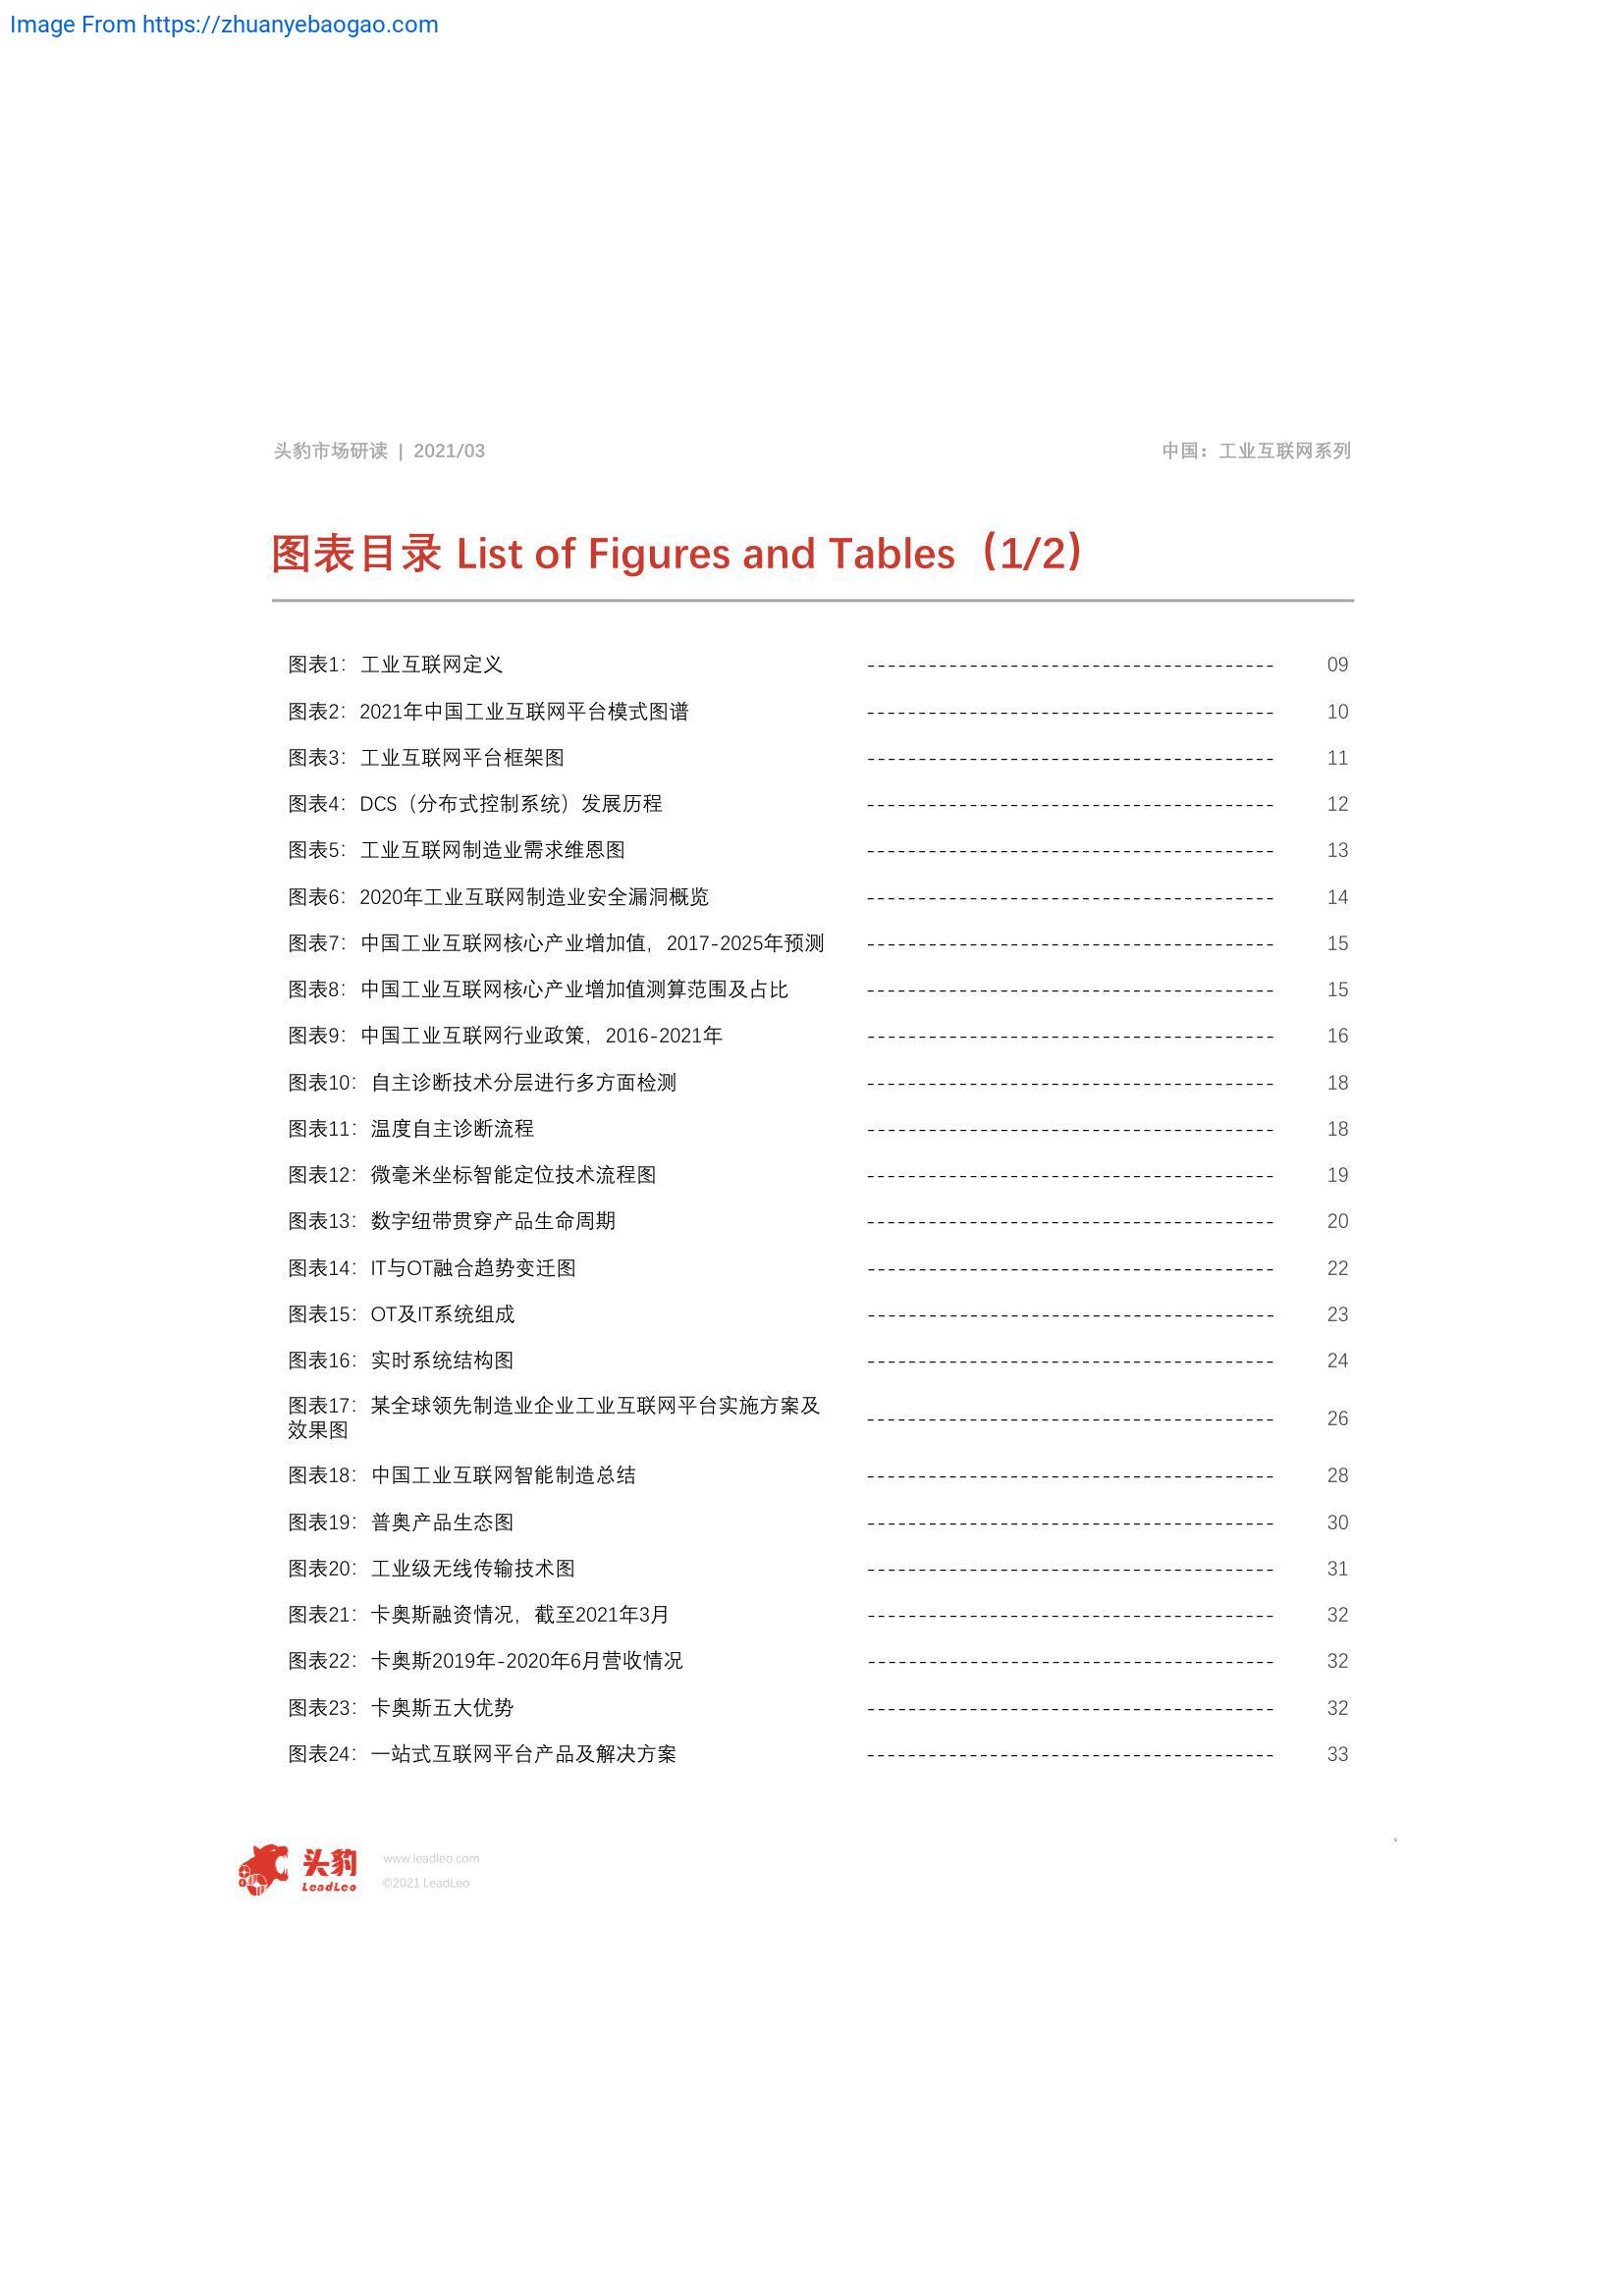 Image From https://zhuanyebaogao.com
头豹市场研读 | 2021/03
中国：工业互联网系列
图表目录 List of Figures and Tables（1/2）
图表1：工业互联网定义 ---------------------------------------- 09
图表2：2021年中国工业互联网平台模式图谱 ---------------------------------------- 10
图表3：工业互联网平台框架图 ---------------------------------------- 11
图表4：DCS（分布式控制系统）发展历程 ---------------------------------------- 12
图表5：工业互联网制造业需求维恩图 ---------------------------------------- 13
图表6：2020年工业互联网制造业安全漏洞概览 ---------------------------------------- 14
图表7：中国工业互联网核心产业增加值，2017-2025年预测 ---------------------------------------- 15
图表8：中国工业互联网核心产业增加值测算范围及占比 ---------------------------------------- 15
图表9：中国工业互联网行业政策，2016-2021年 ---------------------------------------- 16
图表10：自主诊断技术分层进行多方面检测 ---------------------------------------- 18
图表11：温度自主诊断流程 ---------------------------------------- 18
图表12：微毫米坐标智能定位技术流程图 ---------------------------------------- 19
图表13：数字纽带贯穿产品生命周期 ---------------------------------------- 20
图表14：IT与OT融合趋势变迁图 ---------------------------------------- 22
图表15：OT及IT系统组成 ---------------------------------------- 23
图表16：实时系统结构图 ---------------------------------------- 24
图表17：某全球领先制造业企业工业互联网平台实施方案及
效果图 ---------------------------------------- 26
图表18：中国工业互联网智能制造总结 ---------------------------------------- 28
图表19：普奥产品生态图 ---------------------------------------- 30
图表20：工业级无线传输技术图 ---------------------------------------- 31
图表21：卡奥斯融资情况，截至2021年3月 ---------------------------------------- 32
图表22：卡奥斯2019年-2020年6月营收情况 ---------------------------------------- 32
图表23：卡奥斯五大优势 ---------------------------------------- 32
图表24：一站式互联网平台产品及解决方案 ---------------------------------------- 33
头豹
LeadLeo
www.leadleo.com
©2021 LeadLeo